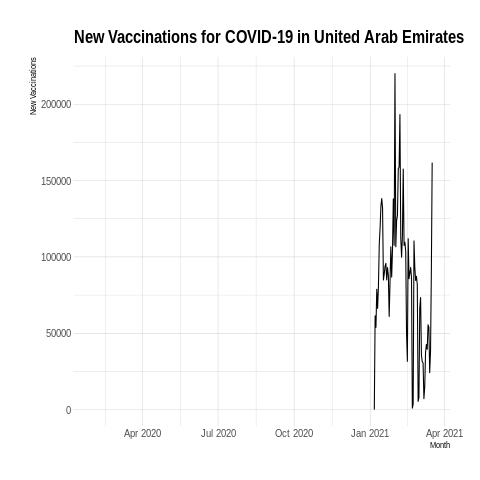 New Vaccinations for COVID-19 in United Arab Emirates
New Vaccinations
200000
150000
100000
50000
0
Apr 2020 Jul 2020 Oct 2020 Jan 2021 Apr 2021
Month